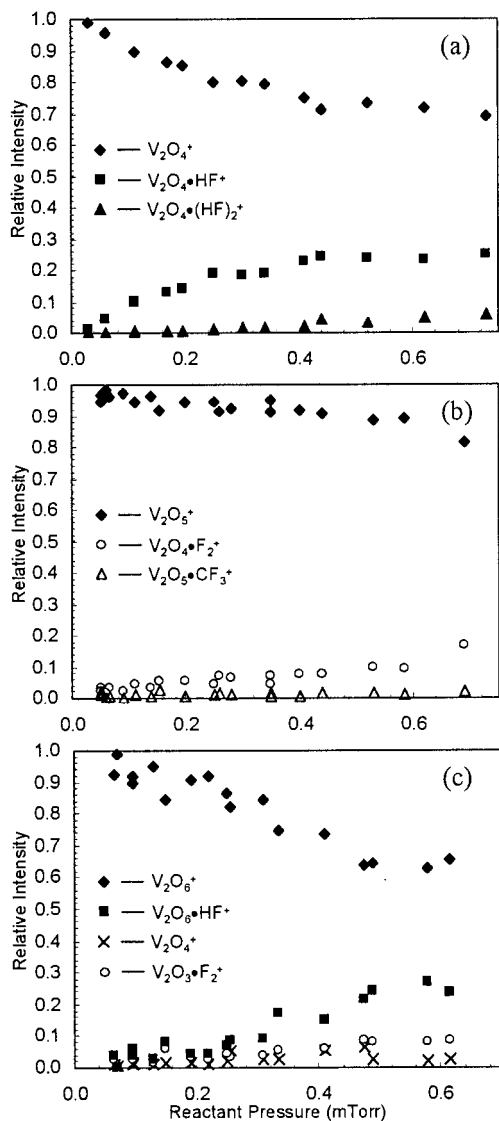 (a)
1.0
0.9
0.8
0.7
0.6
0.5
0.4
0.3
0.2
0.1
0.0
Relative Intensity
◆ — V₂O₄⁺
■ — V₂O₄•HF⁺
▲ — V₂O₄•(HF)₂⁺
0.0 0.2 0.4 0.6
(b)
1.0
0.9
0.8
0.7
0.6
0.5
0.4
0.3
0.2
0.1
0.0
Relative Intensity
◆ — V₂O₅⁺
○ — V₂O₄•F₂⁺
△ — V₂O₅•CF₃⁺
0.0 0.2 0.4 0.6
(c)
1.0
0.9
0.8
0.7
0.6
0.5
0.4
0.3
0.2
0.1
0.0
Relative Intensity
◆ — V₂O₆⁺
■ — V₂O₆•HF⁺
× — V₂O₄⁺
○ — V₂O₃•F₂⁺
0.0 0.2 0.4 0.6
Reactant Pressure (mTorr)